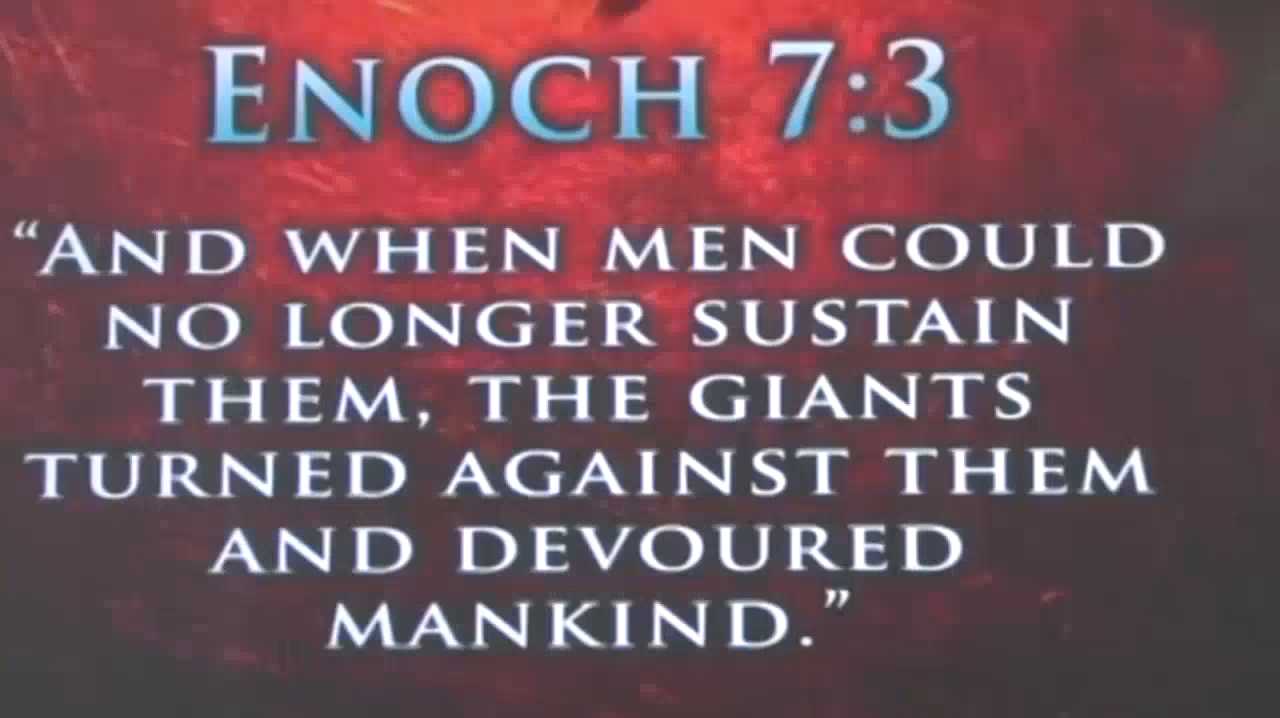 ENOCH 7:3
“AND WHEN MEN COULD
NO LONGER SUSTAIN
THEM, THE GIANTS
TURNED AGAINST THEM
AND DEVOURED
MANKIND.”